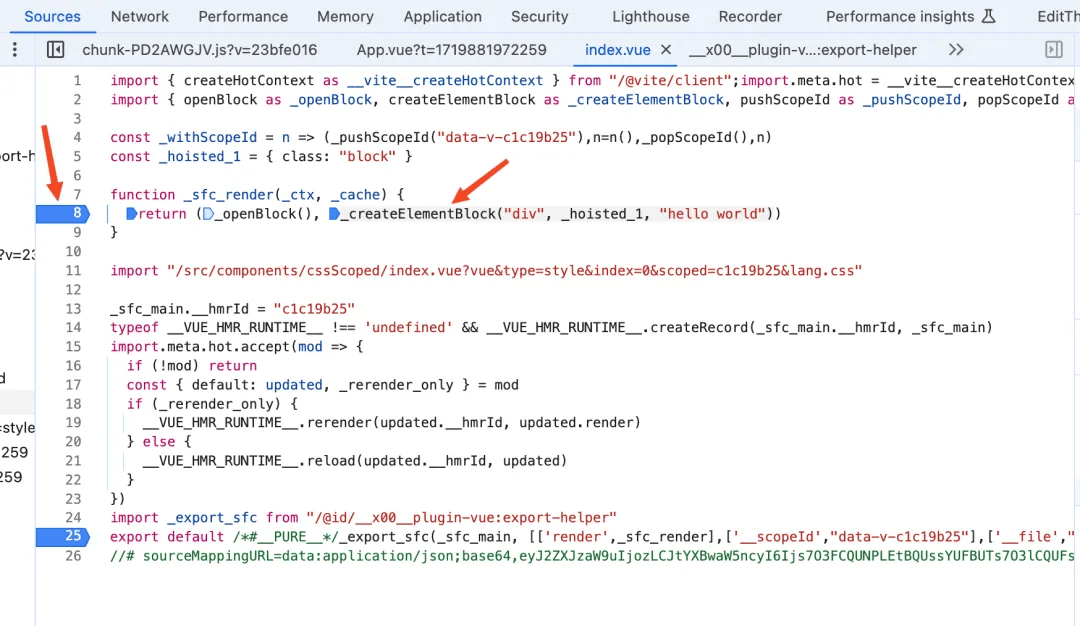 Sources Network Performance Memory Application Security Lighthouse Recorder Performance insights EditTh
chunk-PD2AWGJV.js?v=23bfe016 App.vue?t=1719881972259 index.vue × __x00__plugin-v...:export-helper >>
1 import { createHotContext as __vite__createHotContext } from "/@vite/client";import.meta.hot = __vite__createHotContex
2 import { openBlock as _openBlock, createElementBlock as _createElementBlock, pushScopeId as _pushScopeId, popScopeId a
3
4 const _withScopeId = n => (_pushScopeId("data-v-c1c19b25"),n=n(),_popScopeId(),n)
5 const _hoisted_1 = { class: "block" }
ort-h
6
7 function _sfc_render(_ctx, _cache) {
8 return (_openBlock(), _createElementBlock("div", _hoisted_1, "hello world"))
9 }
?v=23
10
11 import "/src/components/cssScoped/index.vue?vue&type=style&index=0&scoped=c1c19b25&lang.css"
12
13 _sfc_main.__hmrId = "c1c19b25"
14 typeof __VUE_HMR_RUNTIME__ !== 'undefined' && __VUE_HMR_RUNTIME__.createRecord(_sfc_main.__hmrId, _sfc_main)
15 import.meta.hot.accept(mod => {
16 if (!mod) return
d
17 const { default: updated, _rerender_only } = mod
18 if (_rerender_only) {
19 __VUE_HMR_RUNTIME__.rerender(updated.__hmrId, updated.render)
=style
20 } else {
259
21 __VUE_HMR_RUNTIME__.reload(updated.__hmrId, updated)
259
22 }
23 })
24 import _export_sfc from "/@id/__x00__plugin-vue:export-helper"
25 export default /*#__PURE__*/_export_sfc(_sfc_main, [['render',_sfc_render],['__scopeId',"data-v-c1c19b25"],['__file',"